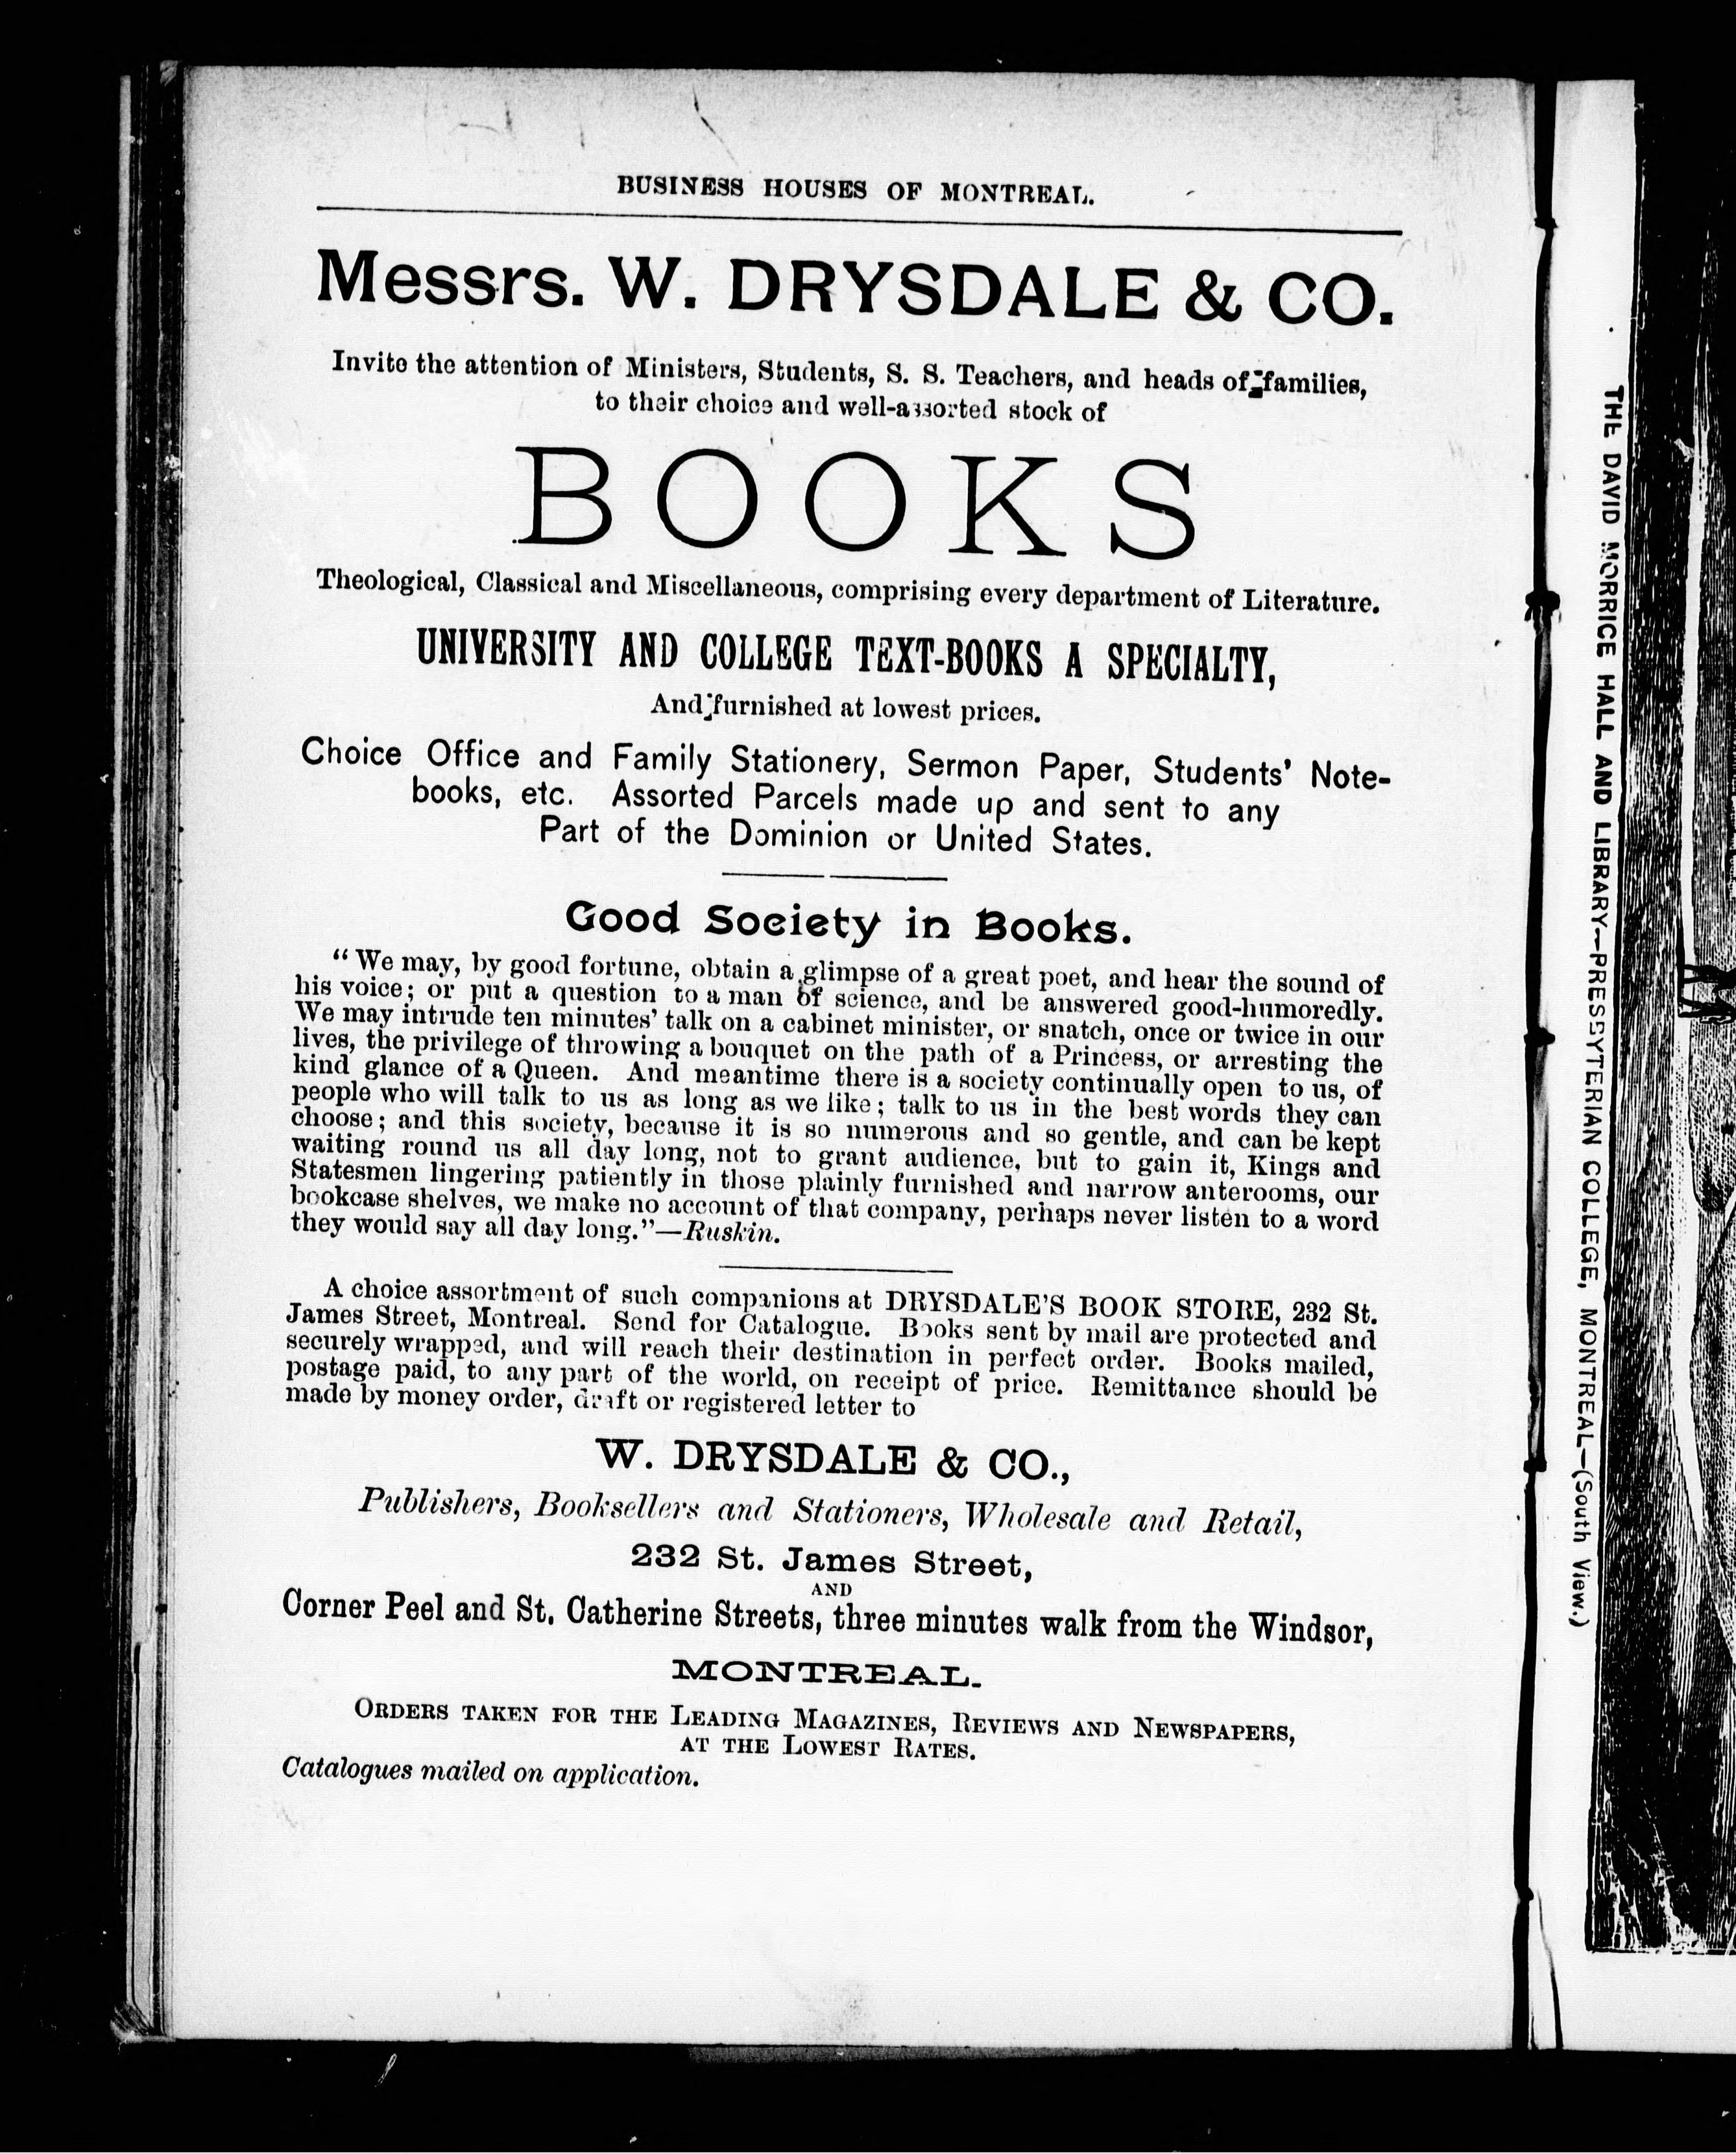 BUSINESS HOUSES OF MONTREAL.
Messrs. W. DRYSDALE & CO.
Invite the attention of Ministers, Students, S. S. Teachers, and heads of families,
to their choice and well-assorted stock of
BOOKS
Theological, Classical and Miscellaneous, comprising every department of Literature.
UNIVERSITY AND COLLEGE TEXT-BOOKS A SPECIALTY,
And furnished at lowest prices.
Choice Office and Family Stationery, Sermon Paper, Students' Note-
books, etc. Assorted Parcels made up and sent to any
Part of the Dominion or United States.
Good Society in Books.
"We may, by good fortune, obtain a glimpse of a great poet, and hear the sound of
his voice; or put a question to a man of science, and be answered good-humoredly.
We may intrude ten minutes' talk on a cabinet minister, or snatch, once or twice in our
lives, the privilege of throwing a bouquet on the path of a Princess, or arresting the
kind glance of a Queen. And meantime there is a society continually open to us, of
people who will talk to us as long as we like; talk to us in the best words they can
choose; and this society, because it is so numerous and so gentle, and can be kept
waiting round us all day long, not to grant audience, but to gain it, Kings and
Statesmen lingering patiently in those plainly furnished and narrow anterooms, our
bookcase shelves, we make no account of that company, perhaps never listen to a word
they would say all day long."—Ruskin.
A choice assortment of such companions at DRYSDALE'S BOOK STORE, 232 St.
James Street, Montreal. Send for Catalogue. Books sent by mail are protected and
securely wrapped, and will reach their destination in perfect order. Books mailed,
postage paid, to any part of the world, on receipt of price. Remittance should be
made by money order, draft or registered letter to
W. DRYSDALE & CO.,
Publishers, Booksellers and Stationers, Wholesale and Retail,
232 St. James Street,
AND
Corner Peel and St. Catherine Streets, three minutes walk from the Windsor,
MONTREAL.
ORDERS TAKEN FOR THE LEADING MAGAZINES, REVIEWS AND NEWSPAPERS,
AT THE LOWEST RATES.
Catalogues mailed on application.
THE DAVID MORRICE HALL AND LIBRARY—PRESBYTERIAN COLLEGE, MONTREAL—(South View.)